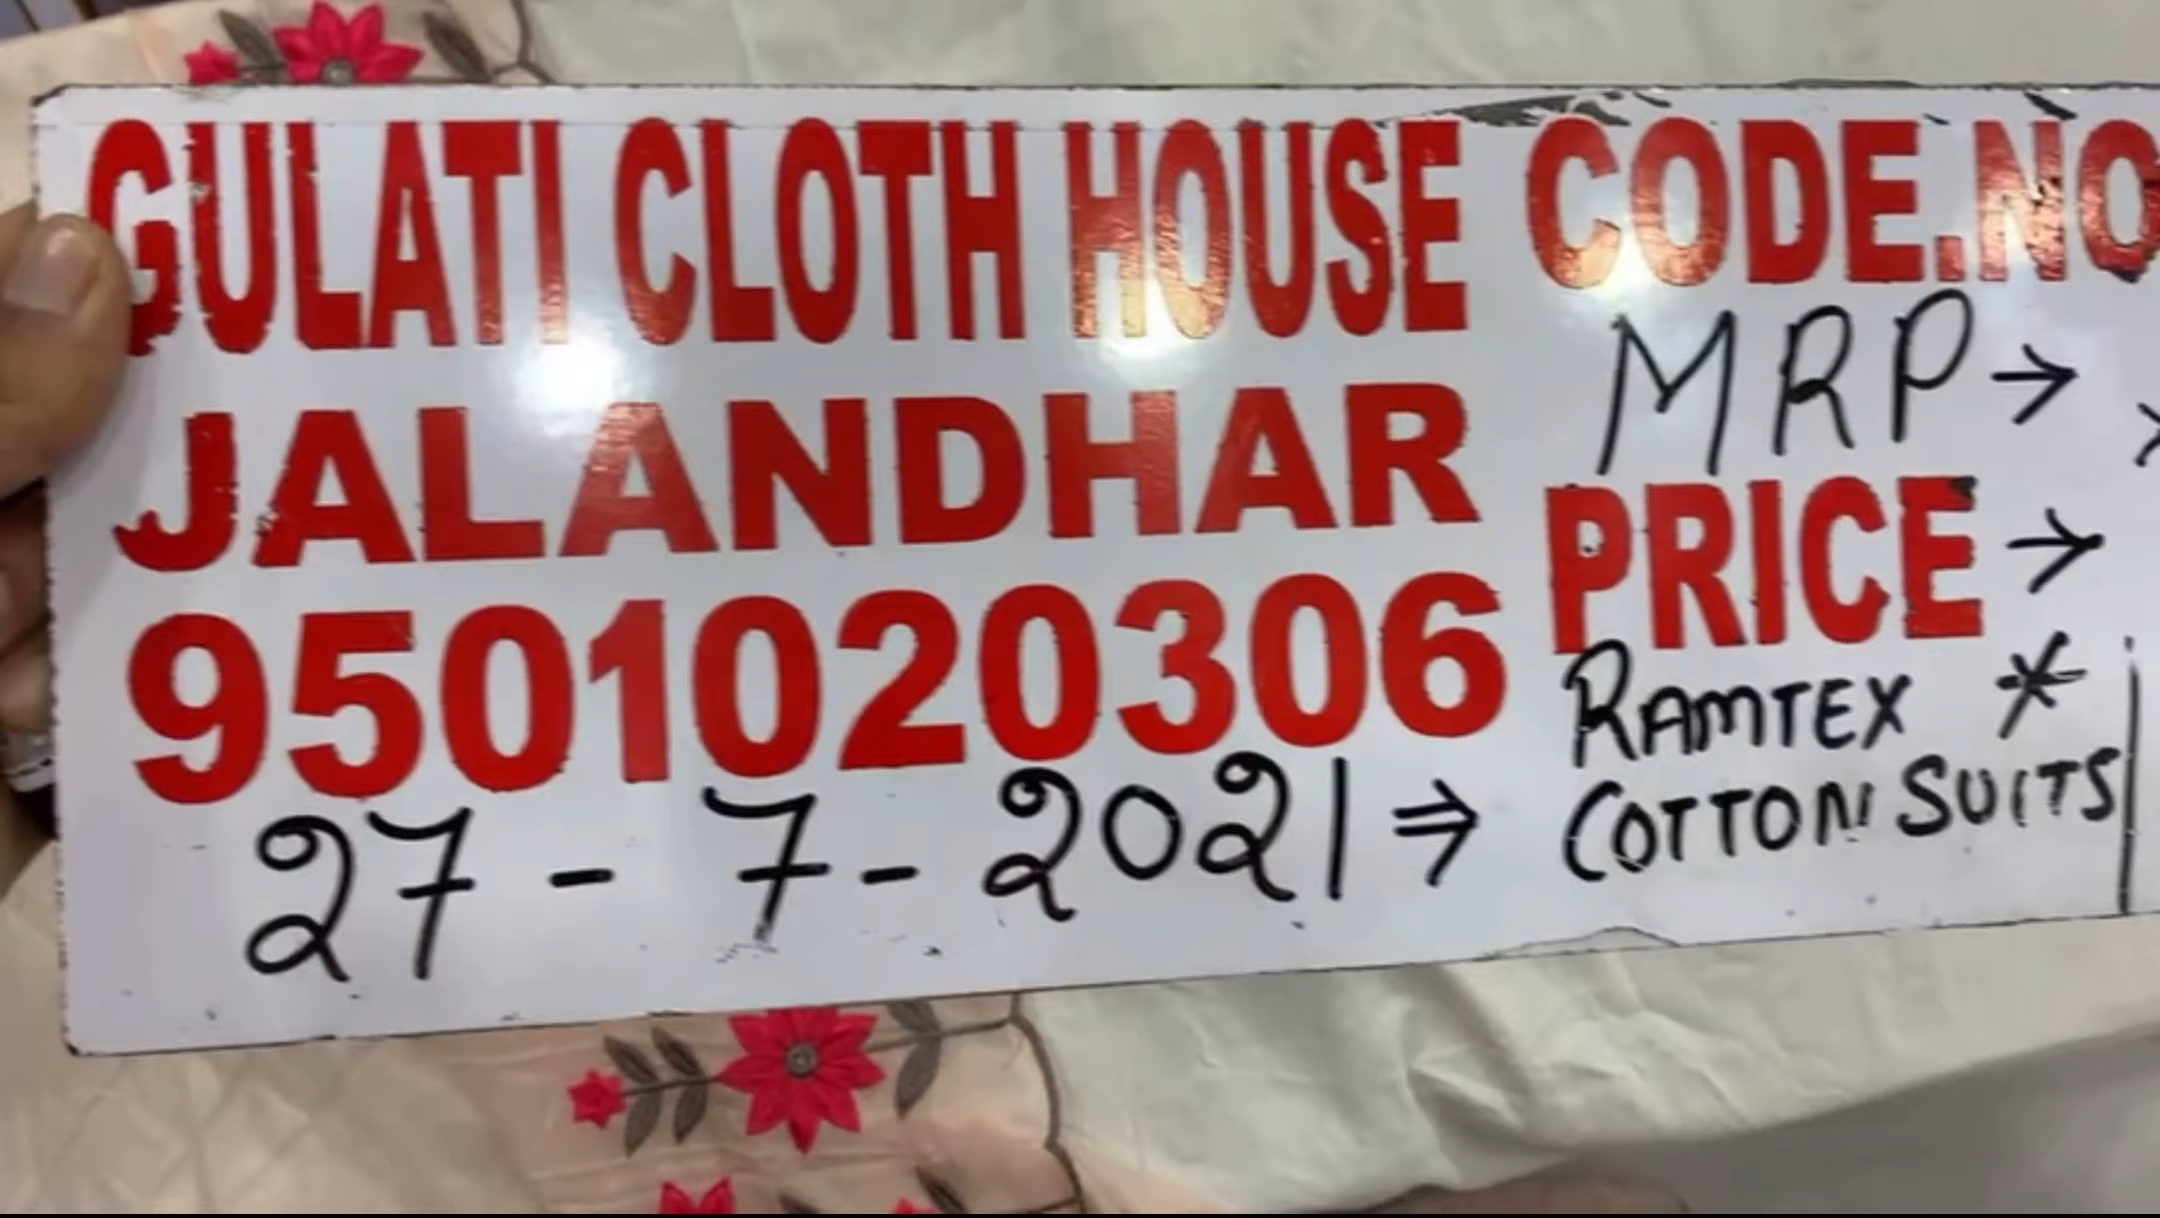 GULATI CLOTH HOUSE CODE.NO
JALANDHAR MRP →
9501020306 PRICE →
27-7-2021 ⇒ RAMTEX *
COTTON SUITS